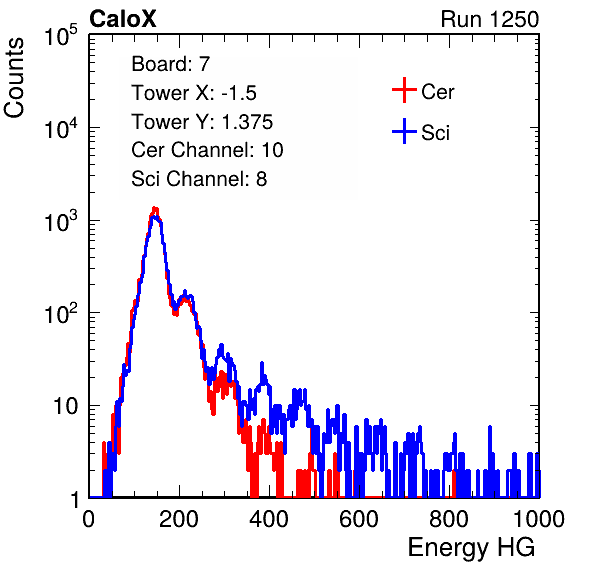 CaloX Run 1250
Counts
10^5
10^4
10^3
10^2
10
1
Board: 7
Tower X: -1.5
Tower Y: 1.375
Cer Channel: 10
Sci Channel: 8
Cer
Sci
0 200 400 600 800 1000
Energy HG